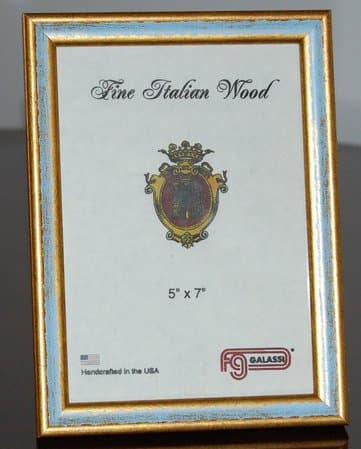 Fine Italian Wood
5" x 7"
Handcrafted in the USA
fg GALASSI